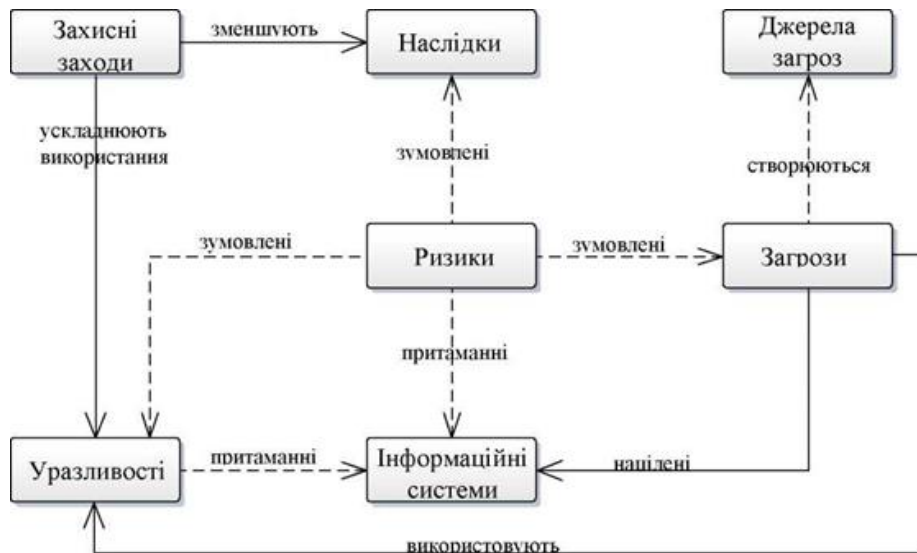 Захисні
заходи
зменшують
Наслідки
Джерела
загроз
ускладнюють
використання
зумовлені
створюються
зумовлені
Ризики
зумовлені
Загрози
притаманні
Уразливості
притаманні
Інформаційні
системи
націлені
використовують